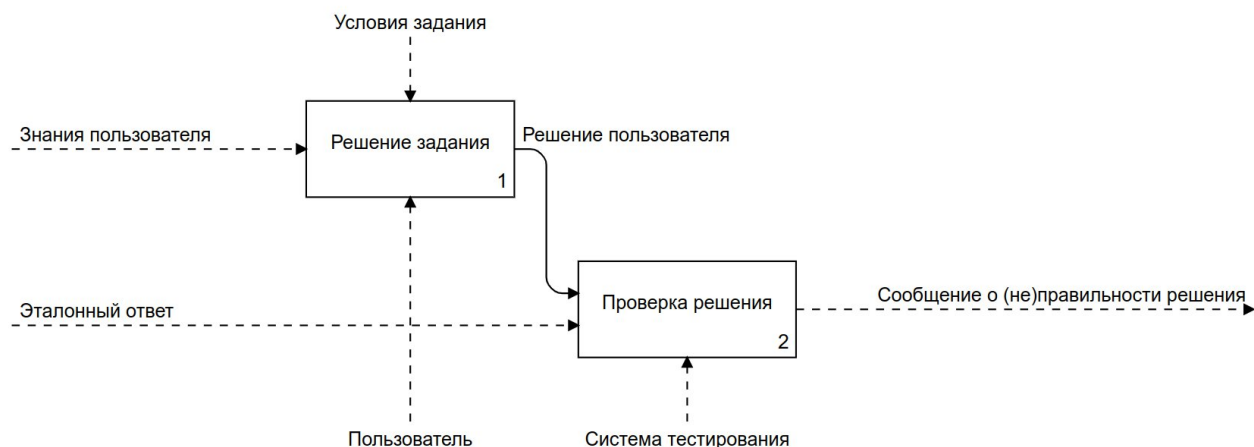 Условия задания
Знания пользователя
Решение задания
1
Решение пользователя
Эталонный ответ
Проверка решения
2
Сообщение о (не)правильности решения
Пользователь
Система тестирования